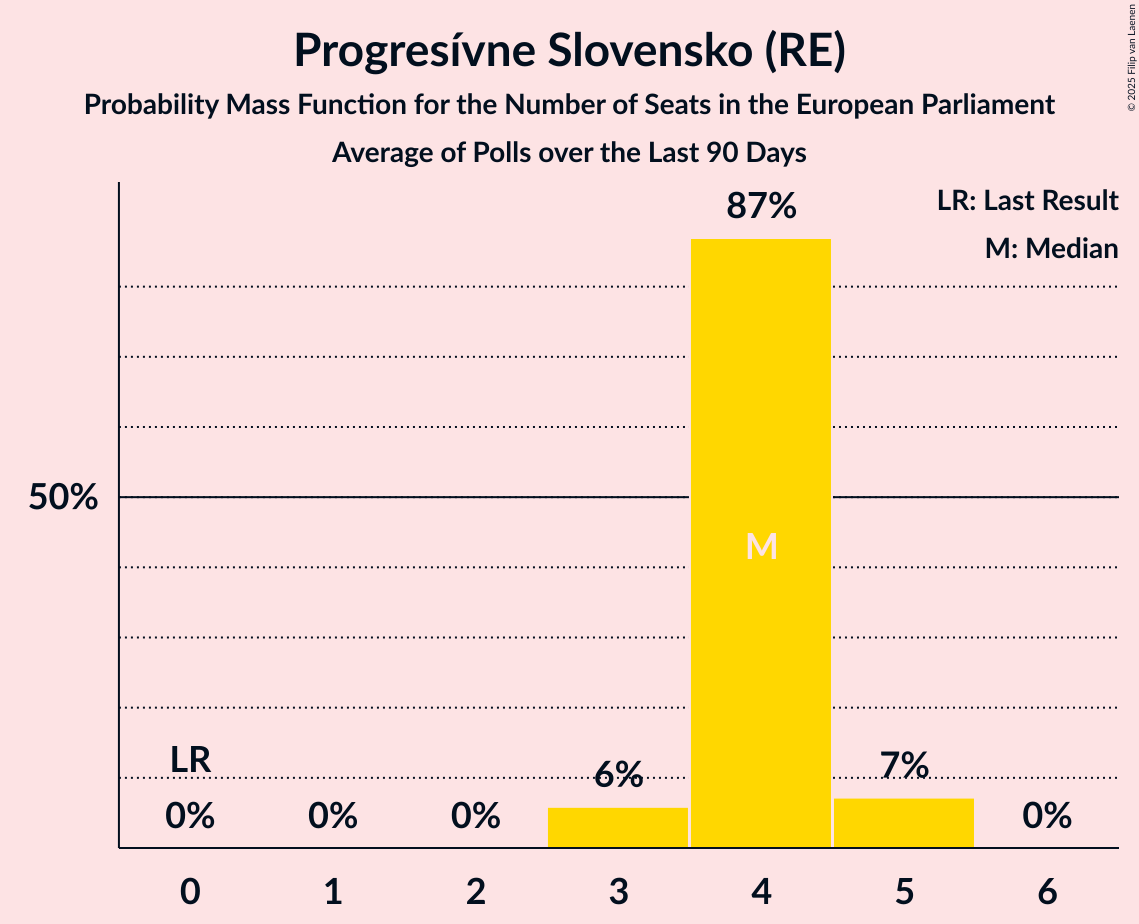 Progresívne Slovensko (RE)
Probability Mass Function for the Number of Seats in the European Parliament
Average of Polls over the Last 90 Days
© 2025 Filip van Laenen
LR: Last Result
M: Median
87%
50%
M
LR
0%
0%
0%
6%
7%
0%
0
1
2
3
4
5
6